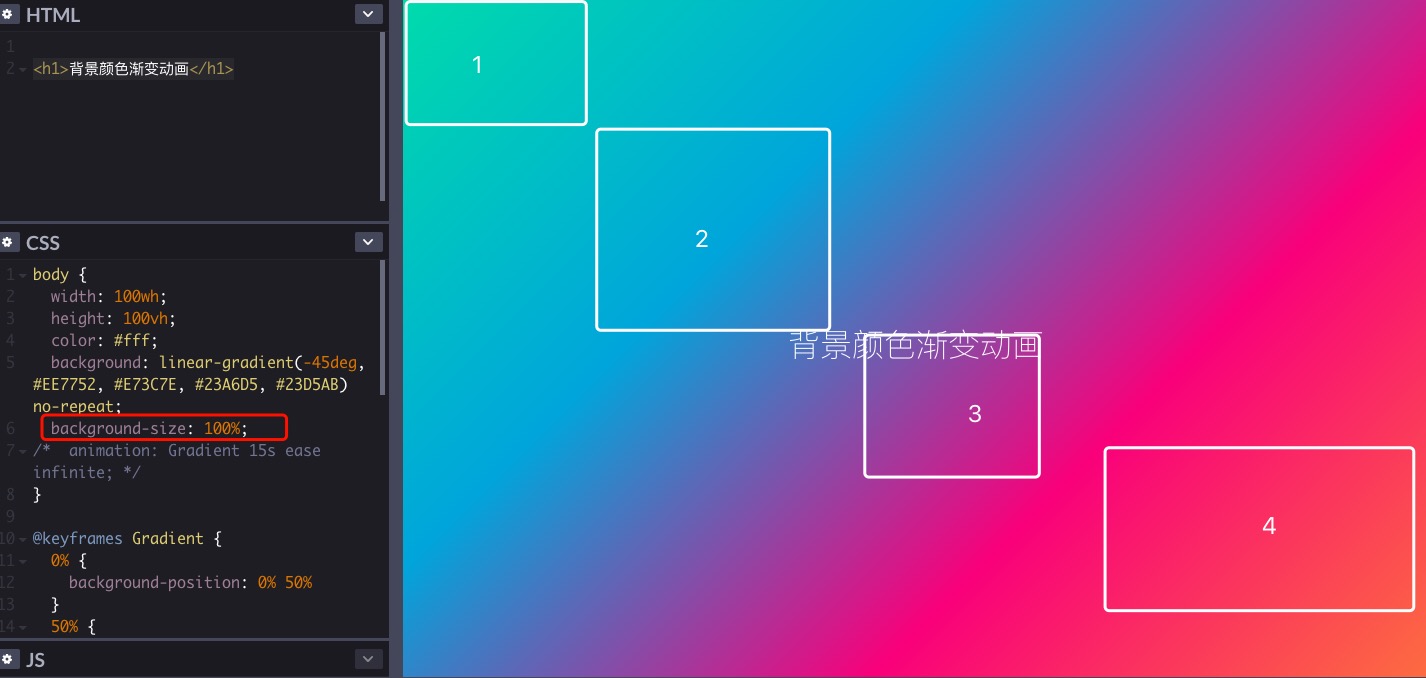 HTML
1
2 <h1>背景颜色渐变动画</h1>
CSS
1 body {
2 width: 100wh;
3 height: 100vh;
4 color: #fff;
5 background: linear-gradient(-45deg,
#EE7752, #E73C7E, #23A6D5, #23D5AB)
no-repeat;
6 background-size: 100%;
7 /* animation: Gradient 15s ease
infinite; */
8 }
9
10 @keyframes Gradient {
11 0% {
12 background-position: 0% 50%
13 }
14 50% {
JS
1
2
背景颜色渐变动画
3
4